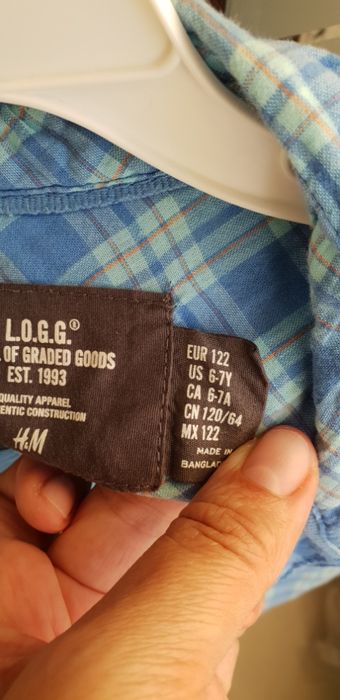 L.O.G.G.®
OF GRADED GOODS
EST. 1993
QUALITY APPAREL
CONSTRUCTION
H&M
EUR 122
US 6-7Y
CA 6-7A
CN 120/64
MX 122
MADE IN